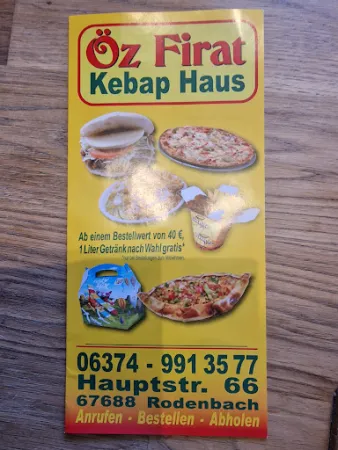 Öz Firat
Kebap Haus
Ab einem Bestellwert von 40 €,
1 Liter Getränk nach Wahl gratis*
06374 - 991 35 77
Hauptstr. 66
67688 Rodenbach
Anrufen - Bestellen - Abholen